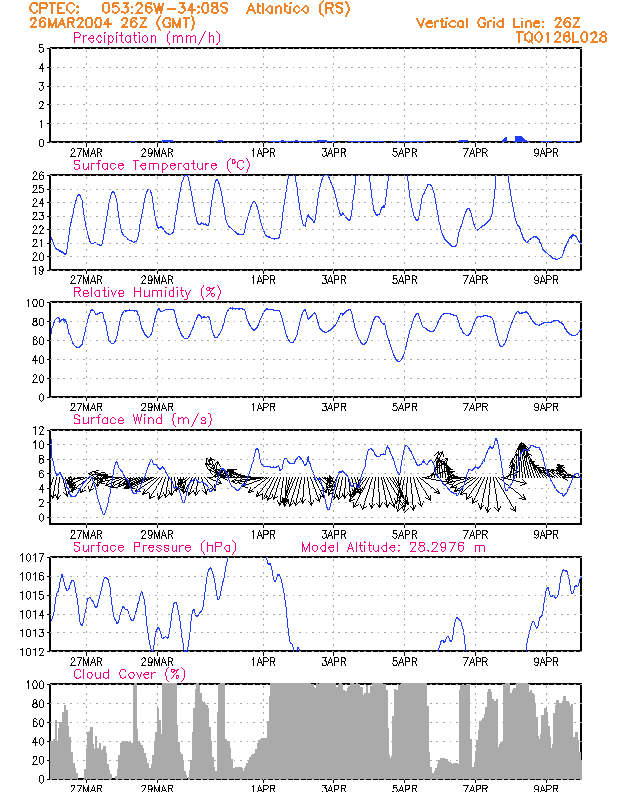 CPTEC: 053:26W-34:08S Atlantico (RS)
26MAR2004 26Z (GMT) Vertical Grid Line: 26Z
Precipitation (mm/h) TQ0126L028
5
4
3
2
1
0
27MAR 29MAR 1APR 3APR 5APR 7APR 9APR
Surface Temperature (°C)
26
25
24
23
22
21
20
19
27MAR 29MAR 1APR 3APR 5APR 7APR 9APR
Relative Humidity (%)
100
80
60
40
20
0
27MAR 29MAR 1APR 3APR 5APR 7APR 9APR
Surface Wind (m/s)
12
10
8
6
4
2
0
27MAR 29MAR 1APR 3APR 5APR 7APR 9APR
Surface Pressure (hPa) Model Altitude: 28.2976 m
1017
1016
1015
1014
1013
1012
27MAR 29MAR 1APR 3APR 5APR 7APR 9APR
Cloud Cover (%)
100
80
60
40
20
0
27MAR 29MAR 1APR 3APR 5APR 7APR 9APR